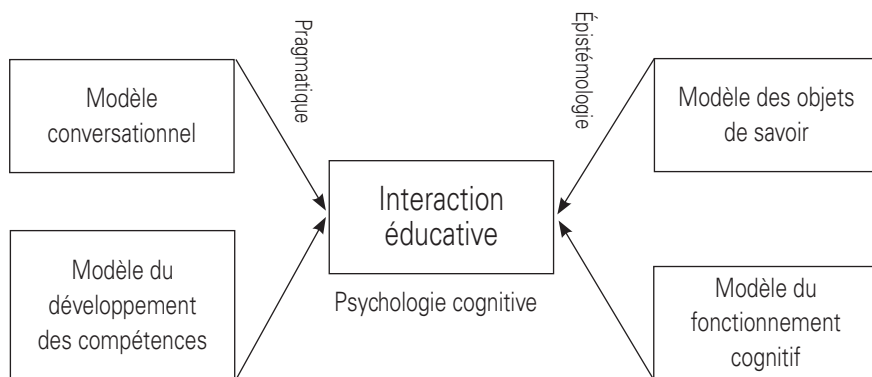 Pragmatique
Épistémologie
Modèle
conversationnel
Modèle des objets
de savoir
Interaction
éducative
Modèle du
développement
des compétences
Psychologie cognitive
Modèle du
fonctionnement
cognitif